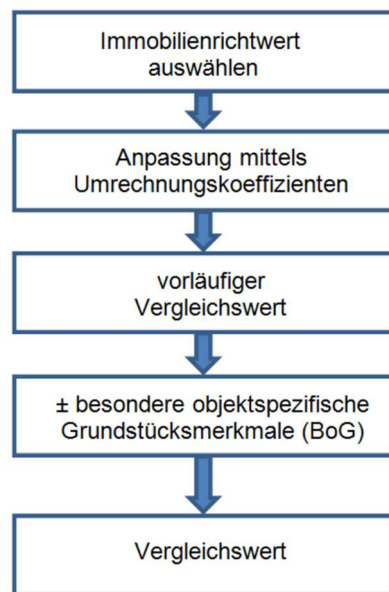 Immobilienrichtwert
auswählen
Anpassung mittels
Umrechnungskoeffizienten
vorläufiger
Vergleichswert
± besondere objektspezifische
Grundstücksmerkmale (BoG)
Vergleichswert